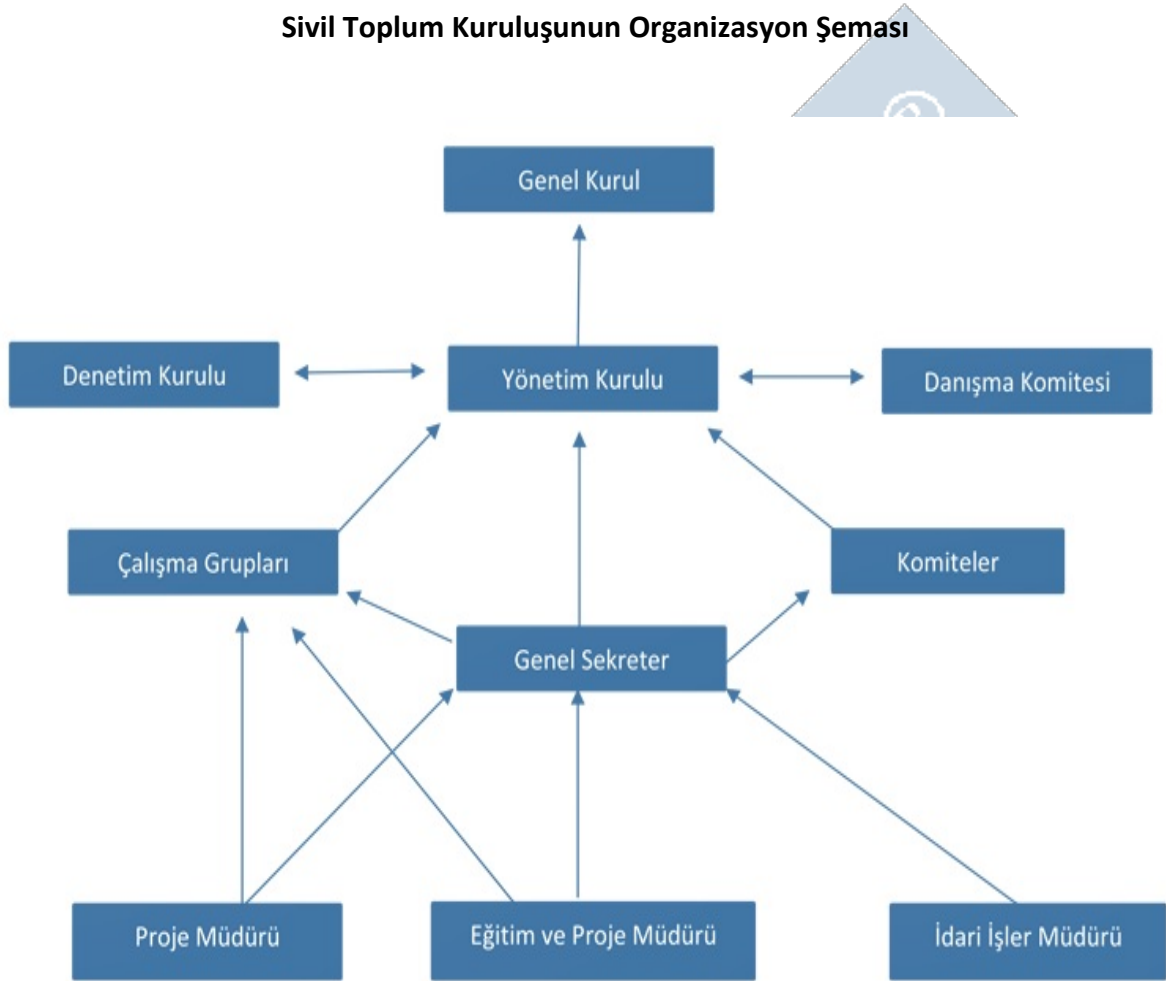 Sivil Toplum Kuruluşunun Organizasyon Şeması
Genel Kurul
Denetim Kurulu
Yönetim Kurulu
Danışma Komitesi
Çalışma Grupları
Komiteler
Genel Sekreter
Proje Müdürü
Eğitim ve Proje Müdürü
İdari İşler Müdürü